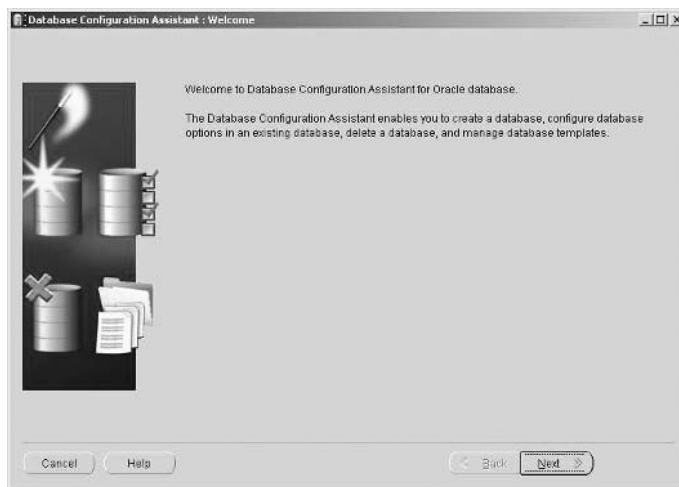 Database Configuration Assistant : Welcome
Welcome to Database Configuration Assistant for Oracle database.
The Database Configuration Assistant enables you to create a database, configure database
options in an existing database, delete a database, and manage database templates.
Cancel
Help
Back
Next